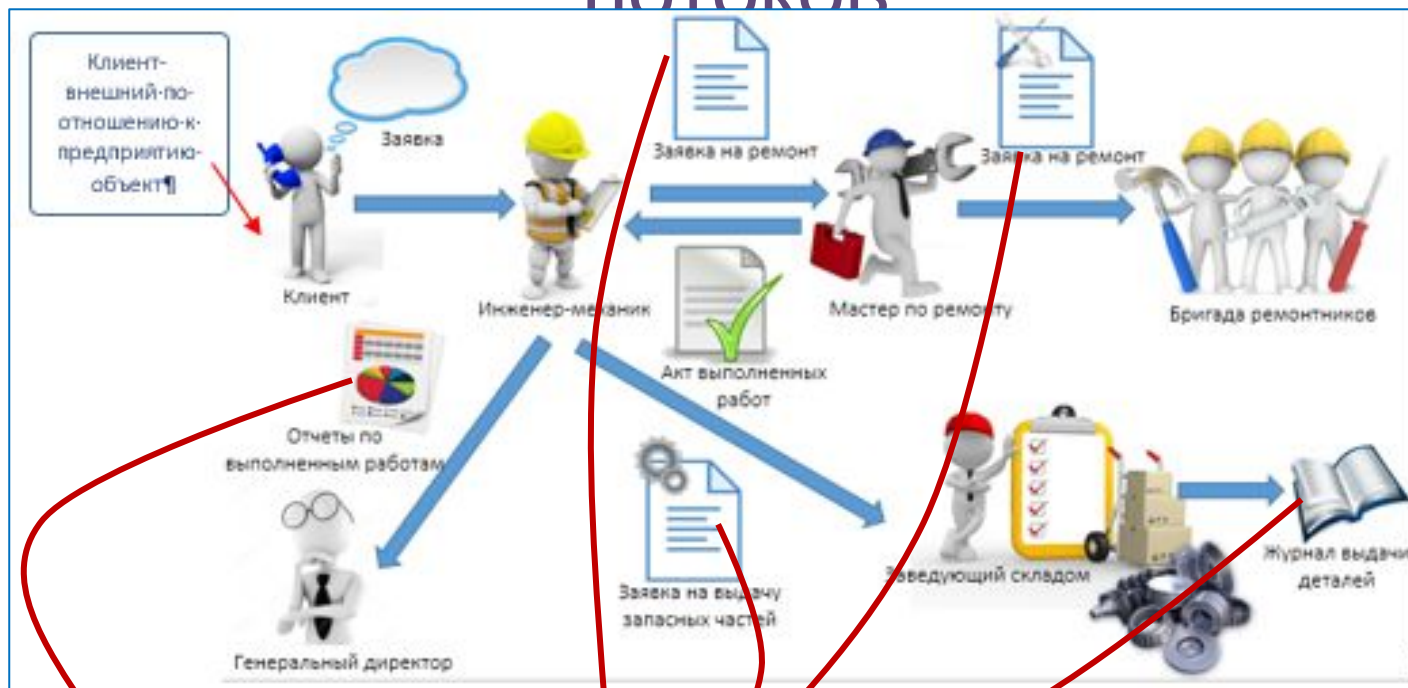 потоков
Клиент-
внешний·по·
отношению·к·
предприятию·
объект¶
Заявка
Клиент
Заявка на ремонт
Инженер-механик
Заявка на ремонт
Мастер по ремонту
Бригада ремонтников
Акт выполненных
работ
Отчеты по
выполненным работам
Генеральный директор
Заявка на выдачу
запасных частей
Заведующий складом
Журнал выдачи
деталей